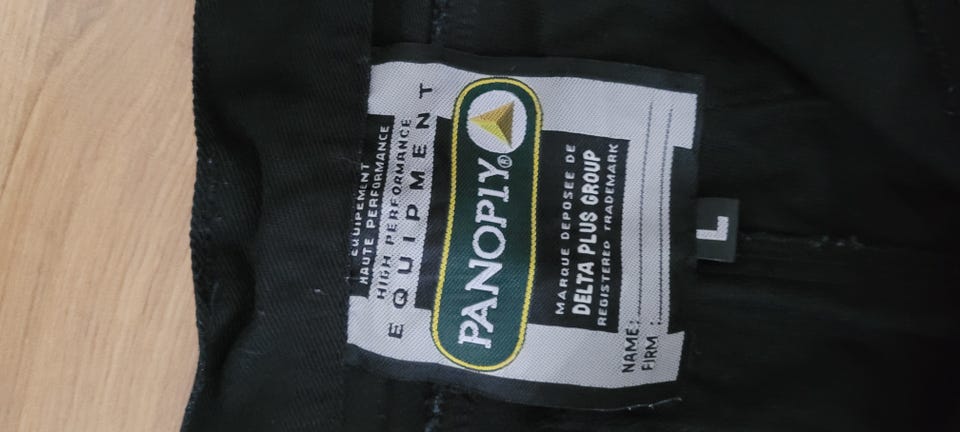 EQUIPEMENT
HAUTE PERFORMANCE
HIGH PERFORMANCE
EQUIPMENT
PANOPLY®
MARQUE DEPOSEE DE
DELTA PLUS GROUP
REGISTERED TRADEMARK
NAME:
FIRM :
L